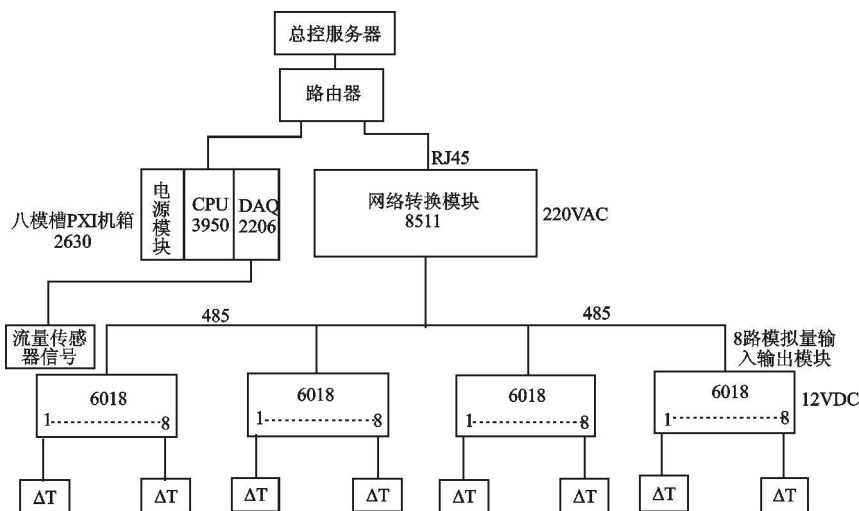 总控服务器
路由器
RJ45
八模槽PXI机箱
2630
电
源
模
块
CPU
3950
DAQ
2206
网络转换模块
8511
220VAC
流量传感
器信号
485
485
8路模拟量输
入输出模块
6018
1----------------8
6018
1----------------8
6018
1----------------8
6018
1----------------8
12VDC
ΔT
ΔT
ΔT
ΔT
ΔT
ΔT
ΔT
ΔT